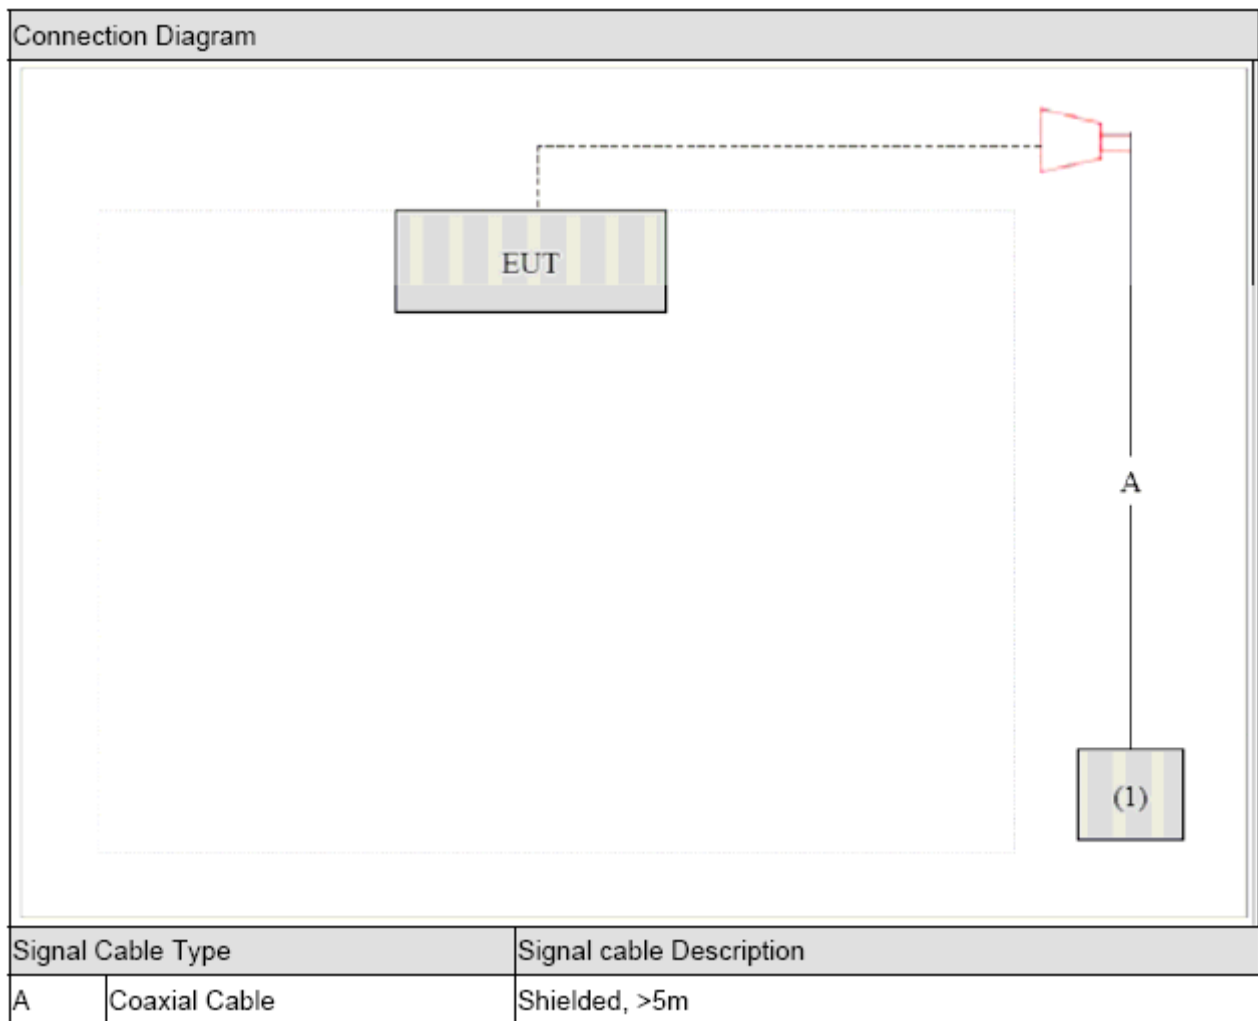 Connection Diagram
EUT
A
(1)
Signal Cable Type Signal cable Description
A Coaxial Cable Shielded, >5m